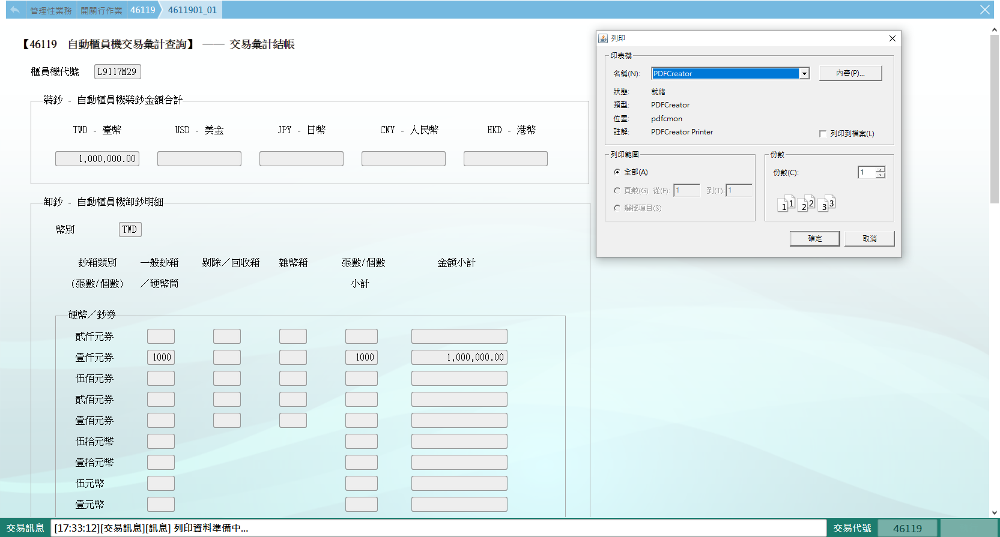 管理性業務 開關行作業 46119 4611901_01
【46119 自動櫃員機交易彙計查詢】 —— 交易彙計結帳
櫃員機代號 L9117M29
裝鈔 - 自動櫃員機裝鈔金額合計
TWD - 臺幣 USD - 美金 JPY - 日幣 CNY - 人民幣 HKD - 港幣
1,000,000.00
卸鈔 - 自動櫃員機卸鈔明細
幣別 TWD
鈔箱類別 一般鈔箱 剔除／回收箱 雜幣箱 張數/個數 金額小計
（張數/個數） ／硬幣筒 小計
硬幣／鈔券
貳仟元券
壹仟元券 1000 1000 1,000,000.00
伍佰元券
貳佰元券
壹佰元券
伍拾元幣
壹拾元幣
伍元幣
壹元幣
列印
印表機
名稱(N): PDFCreator 內容(P)...
狀態: 就緒
類型: PDFCreator
位置: pdfcmon
註解: PDFCreator Printer 列印到檔案(L)
列印範圍
全部(A)
頁數(G) 從(F): 1 到(T): 1
選擇項目(S)
份數
份數(C): 1
1 1 2 2 3 3
確定 取消
交易訊息 [17:33:12][交易訊息][訊息] 列印資料準備中... 交易代號 46119